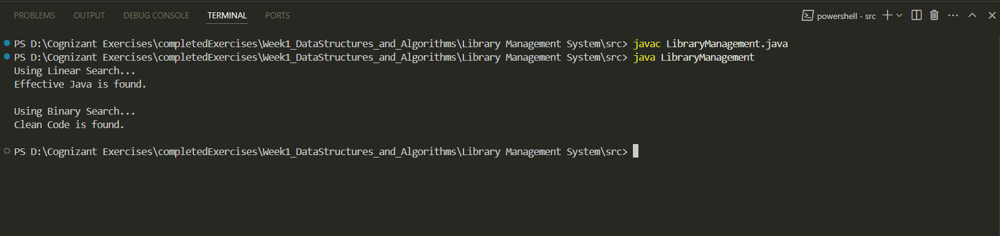 PROBLEMS OUTPUT DEBUG CONSOLE TERMINAL PORTS powershell - src
PS D:\Cognizant Exercises\completedExercises\Week1_DataStructures_and_Algorithms\Library Management System\src> javac LibraryManagement.java
PS D:\Cognizant Exercises\completedExercises\Week1_DataStructures_and_Algorithms\Library Management System\src> java LibraryManagement
Using Linear Search...
Effective Java is found.
Using Binary Search...
Clean Code is found.
PS D:\Cognizant Exercises\completedExercises\Week1_DataStructures_and_Algorithms\Library Management System\src>